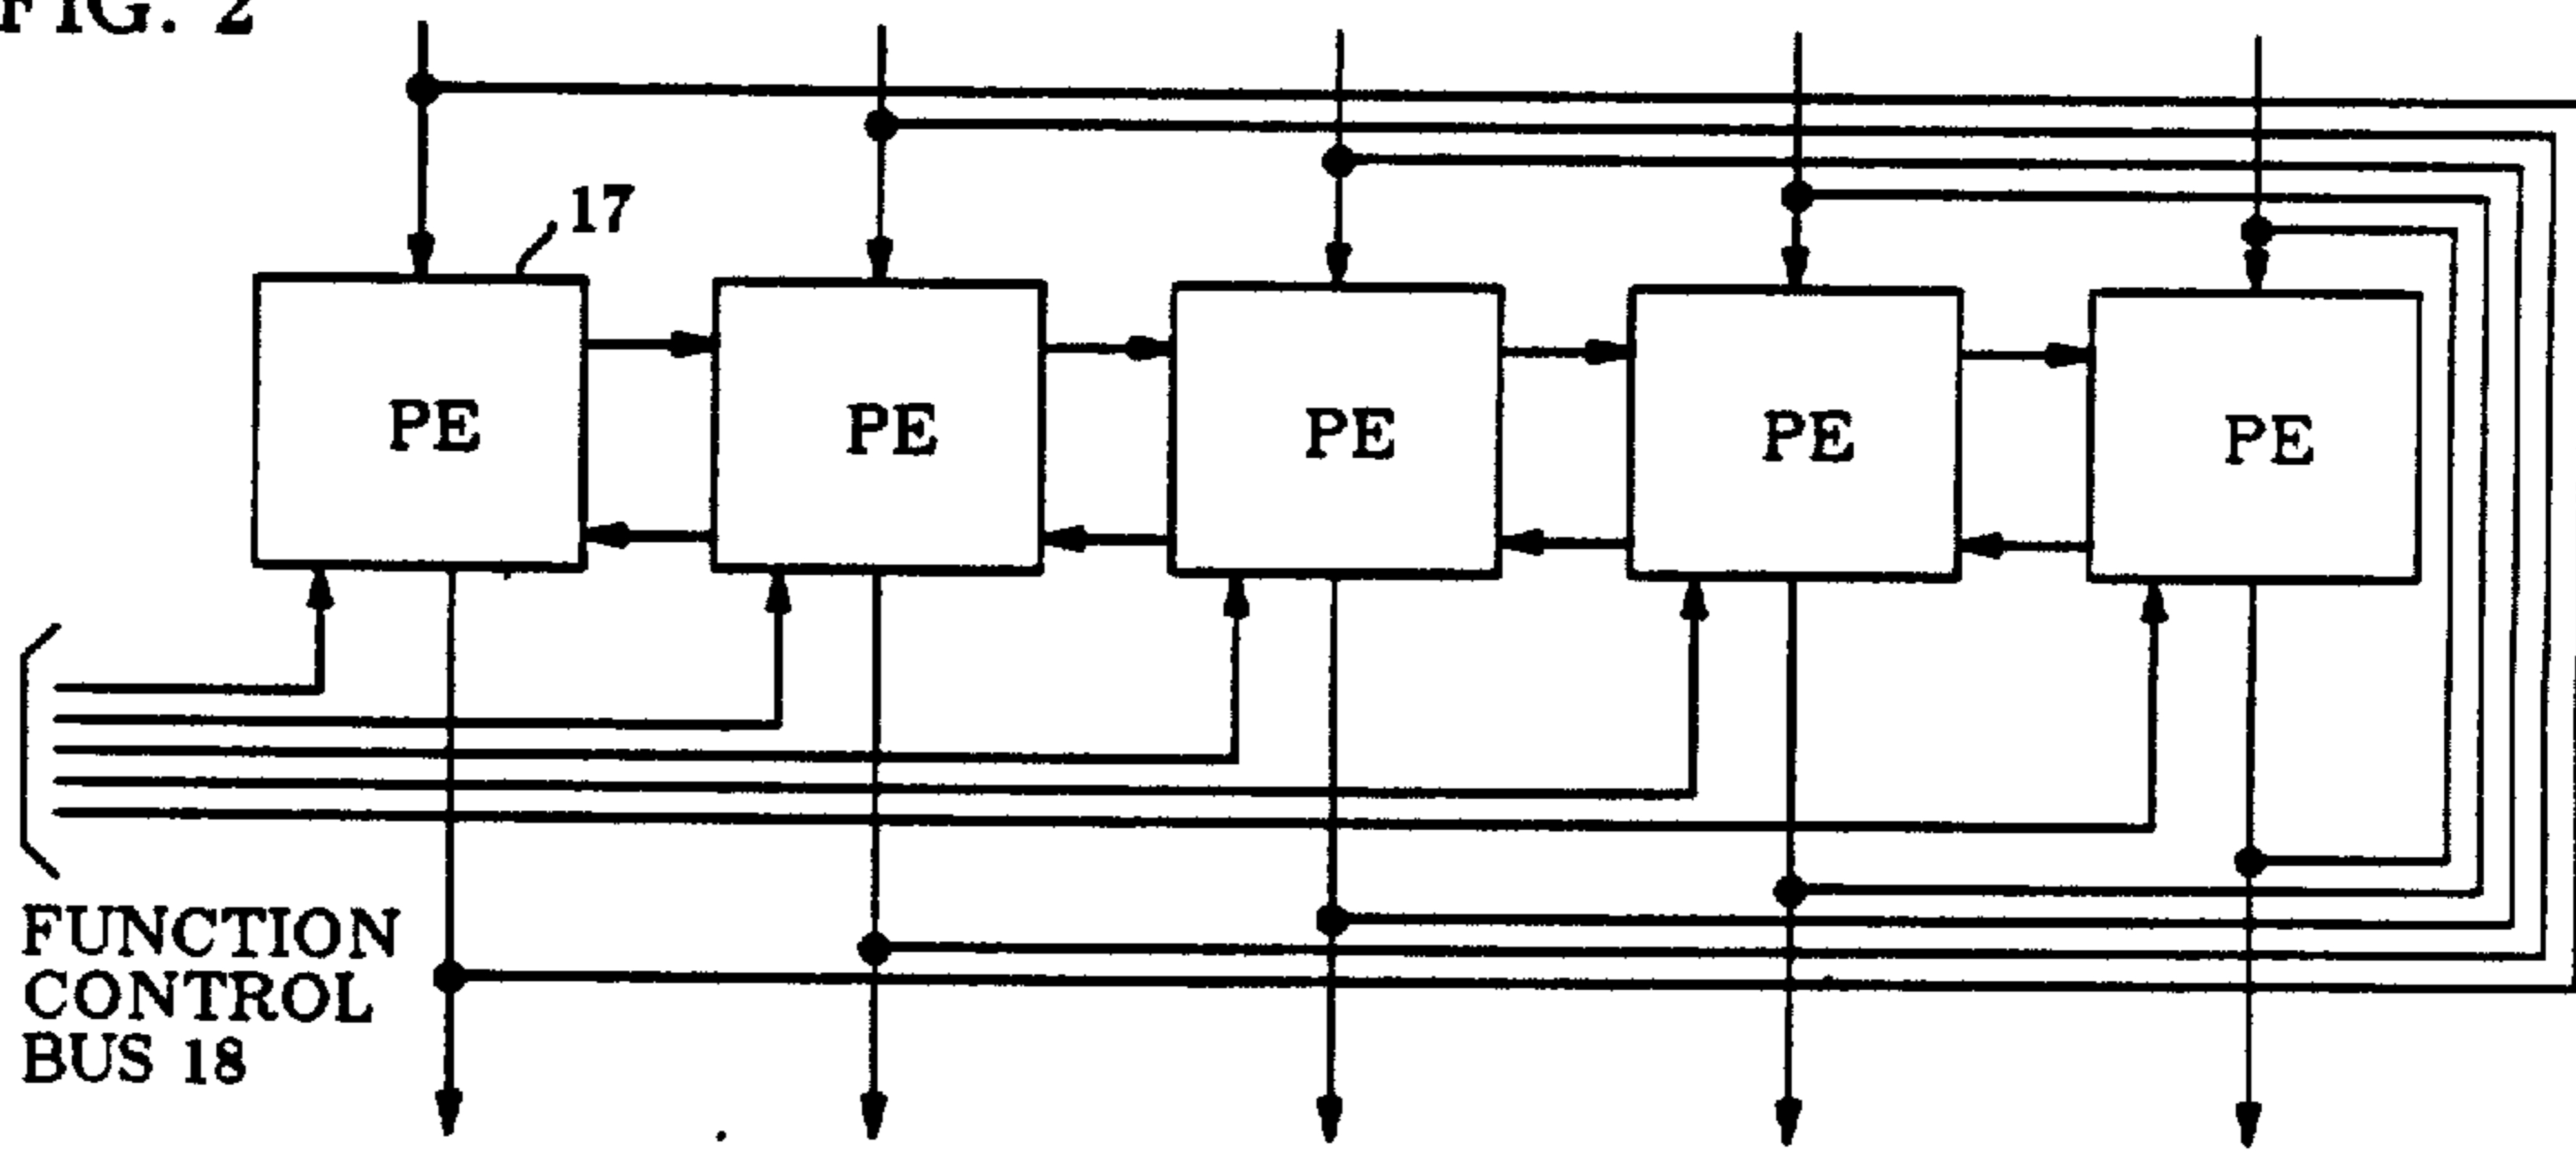 FIG. 2
17
PE PE PE PE PE
FUNCTION
CONTROL
BUS 18